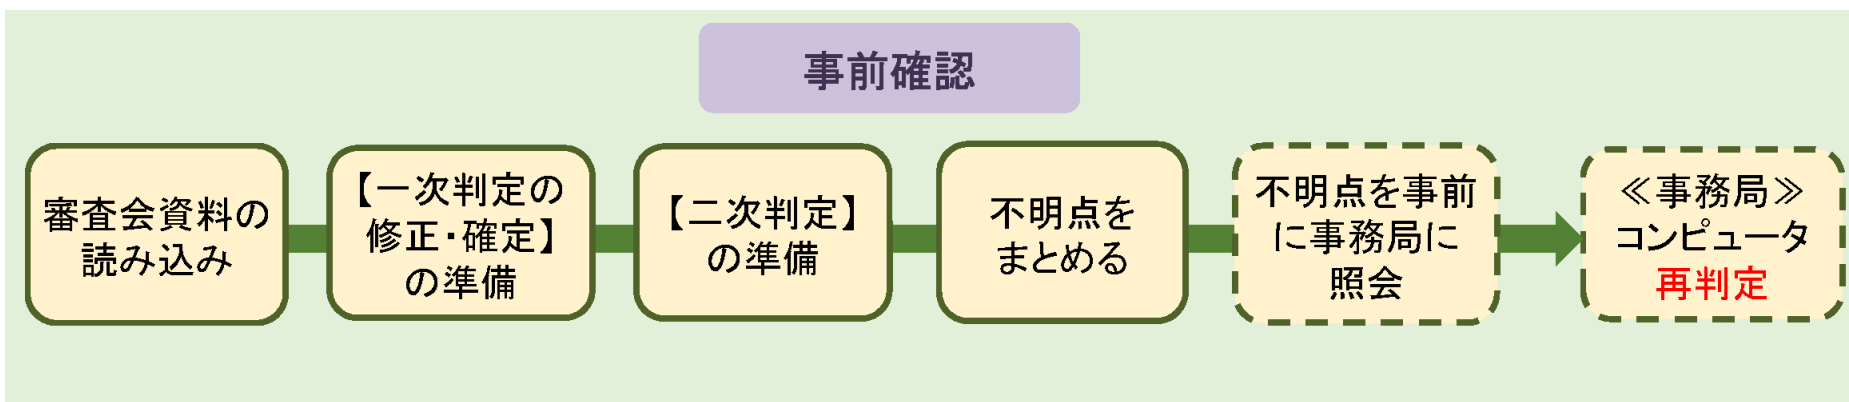 事前確認
審査会資料の
読み込み
【一次判定の
修正・確定】
の準備
【二次判定】
の準備
不明点を
まとめる
不明点を事前
に事務局に
照会
≪事務局≫
コンピュータ
再判定